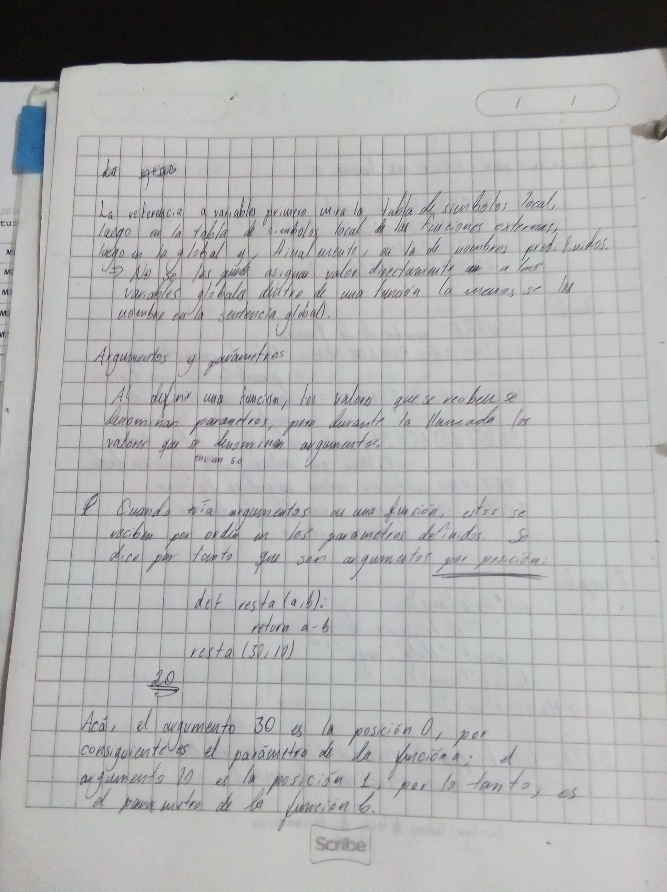 La
La referencia a variables primero mira la tabla de símbolos local,
luego en la tabla de símbolos local de las funciones externas,
luego en la global y, finalmente, en la de nombres predefinidos.
→ No se les puede asignar valor directamente a las
variables globales dentro de una función (a menos se les
nombre en la sentencia global).
Argumentos y parámetros
Al definir una función, los valores que se reciben se
denominan parametros, pero durante la llamada los
valores que se denominan argumentos.
envían se
Cuando envía argumentos en una función, estos se
reciben por orden en los parámetros definidos. Se
dice por tanto que son argumentos por posición:
def resta(a,b):
return a-b
resta (30,10)
20
Acá, el argumento 30 es la posición 0, por
consiguiente es el parámetro de la función a; el
argumento 10 es la posición 1, por lo tanto, es
el parametro de la función b.
Scribe